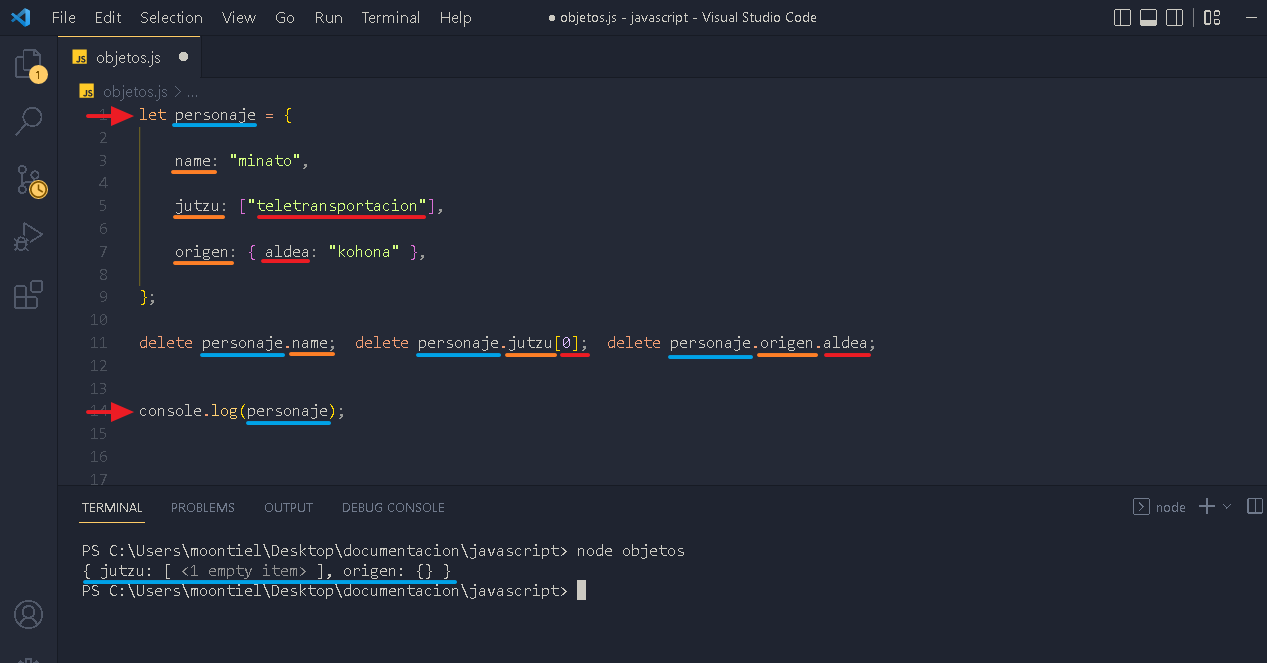 File Edit Selection View Go Run Terminal Help ● objetos.js - javascript - Visual Studio Code
JS objetos.js ●
1
JS objetos.js > ...
1 let personaje = {
2
3 name: "minato",
4
5 jutzu: ["teletransportacion"],
6
7 origen: { aldea: "kohona" },
8
9 };
10
11 delete personaje.name; delete personaje.jutzu[0]; delete personaje.origen.aldea;
12
13
14 console.log(personaje);
15
16
17
TERMINAL PROBLEMS OUTPUT DEBUG CONSOLE node
PS C:\Users\moontiel\Desktop\documentacion\javascript> node objetos
{ jutzu: [ <1 empty item> ], origen: {} }
PS C:\Users\moontiel\Desktop\documentacion\javascript>